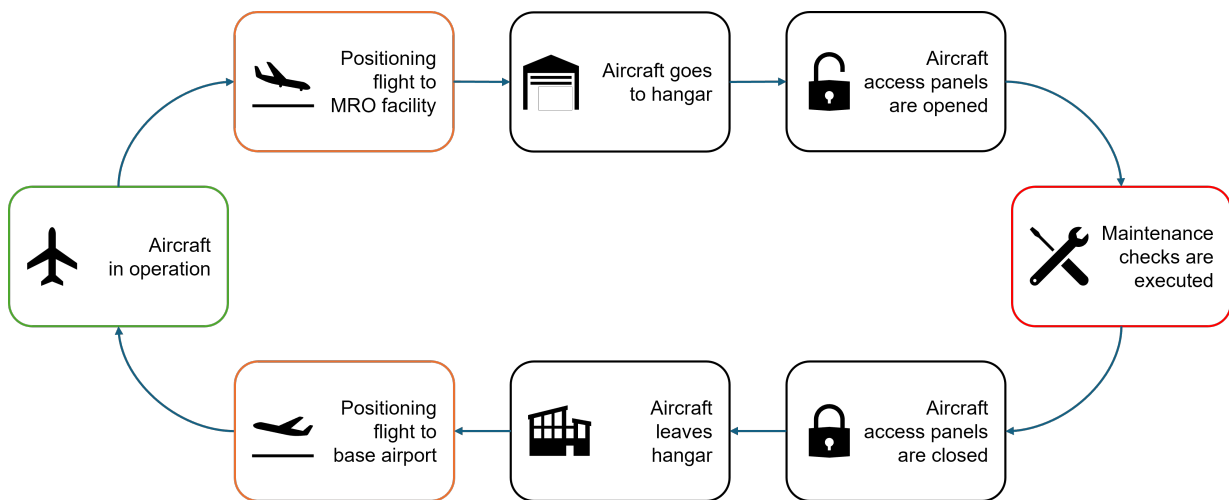 Positioning
flight to
MRO facility
Aircraft goes
to hangar
Aircraft
access panels
are opened
Maintenance
checks are
executed
Aircraft
access panels
are closed
Aircraft
leaves
hangar
Positioning
flight to
base airport
Aircraft
in operation